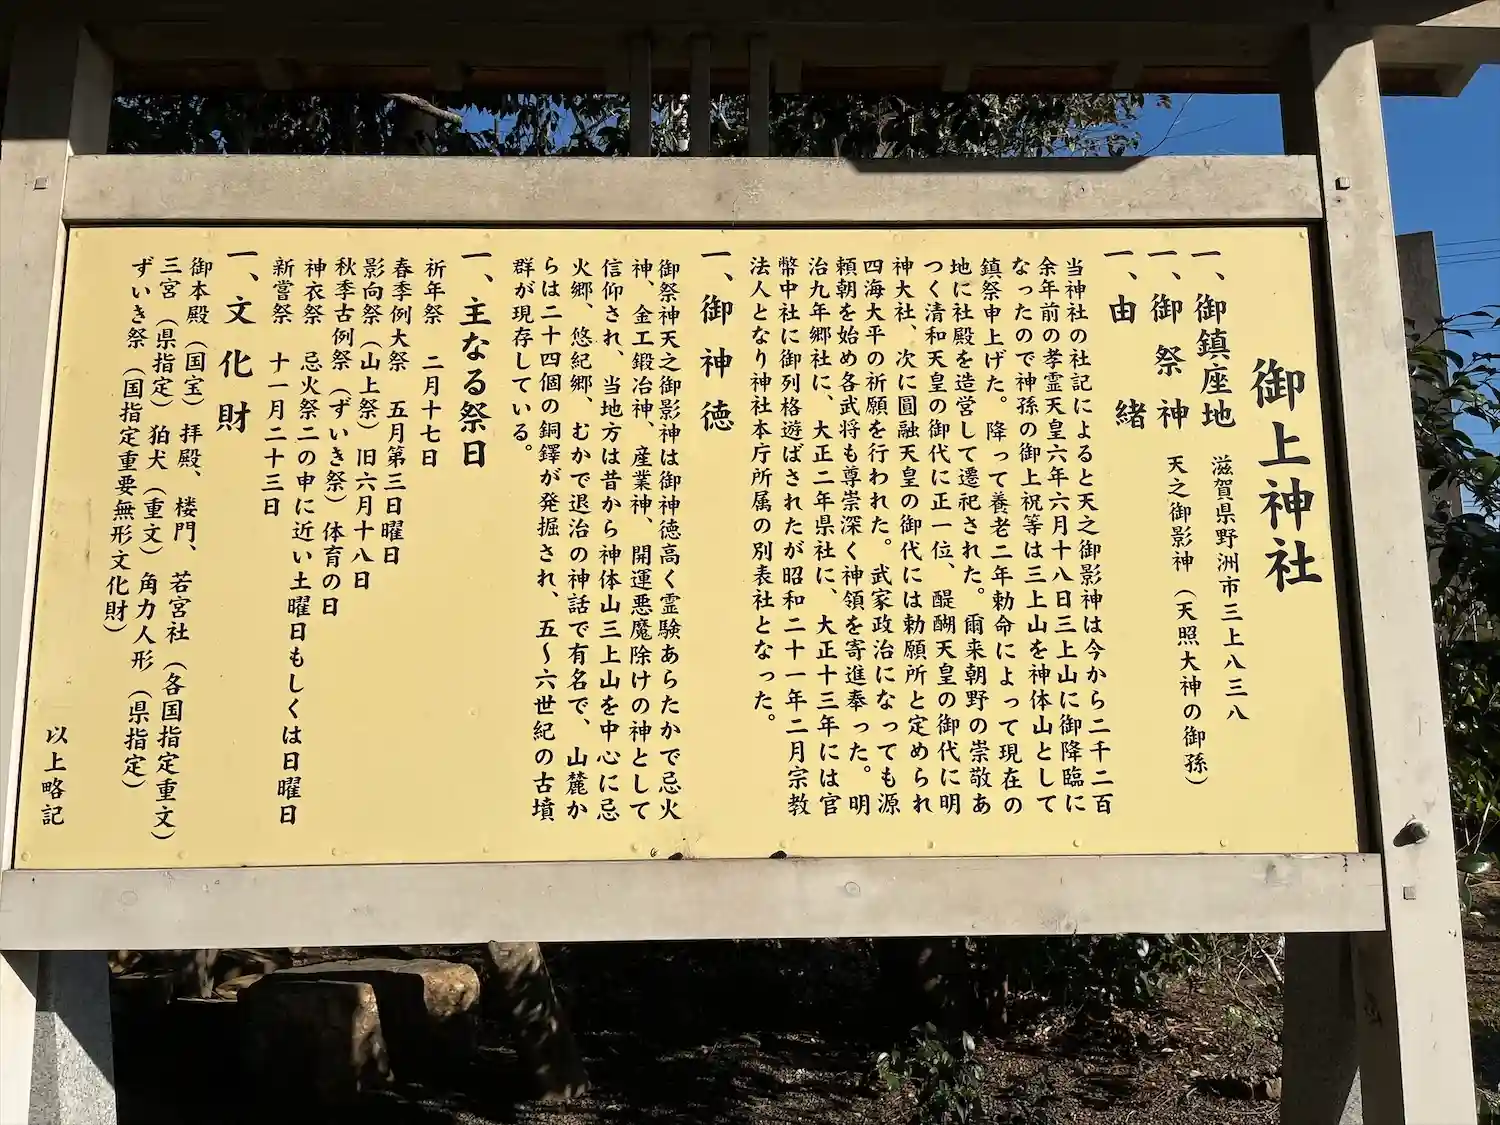 御上神社
一、御鎮座地　滋賀県野洲市三上八三八
一、御祭神　天之御影神（天照大神の御孫）
一、由緒
当神社の社記によると天之御影神は今から二千二百
余年前の孝霊天皇六年六月十八日三上山に御降臨に
なったので神孫の御上祝等は三上山を神体山として
鎮祭申上げた。降って養老二年勅命によって現在の
地に社殿を造営して遷祀された。爾来朝野の崇敬あ
つく清和天皇の御代に正一位、醍醐天皇の御代に明
神大社、次に圓融天皇の御代には勅願所と定められ
四海大平の祈願を行われた。武家政治になっても源
頼朝を始め各武将も尊崇深く神領を寄進奉った。明
治九年郷社に、大正二年県社に、大正十三年には官
幣中社に御列格遊ばされたが昭和二十一年二月宗教
法人となり神社本庁所属の別表社となった。
一、御神徳
御祭神天之御影神は御神徳高く霊験あらたかで忌火
神、金工鍛冶神、産業神、開運悪魔除けの神として
信仰され、当地方は昔から神体山三上山を中心に忌
火郷、悠紀郷、むかで退治の神話で有名で、山麓か
らは二十四個の銅鐸が発掘され、五〜六世紀の古墳
群が現存している。
一、主なる祭日
祈年祭　二月十七日
春季例大祭　五月第三日曜日
影向祭（山上祭）旧六月十八日
秋季古例祭（ずいき祭）体育の日
神衣祭　忌火祭二の申に近い土曜日もしくは日曜日
新嘗祭　十一月二十三日
一、文化財
御本殿（国宝）拝殿、楼門、若宮社（各国指定重文）
三宮（県指定）狛犬（重文）角力人形（県指定）
ずいき祭（国指定重要無形文化財）
以上略記